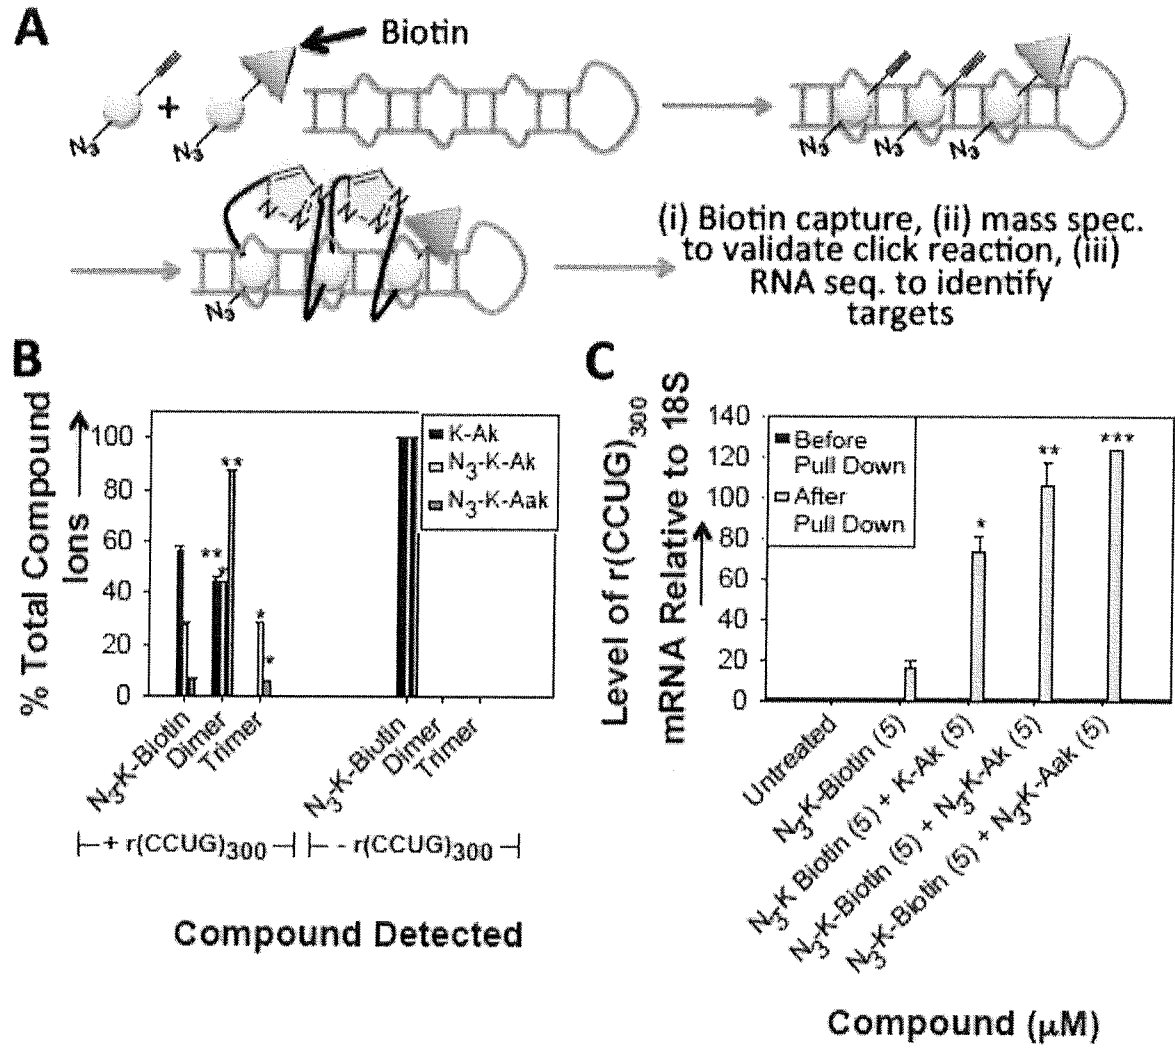 A
Biotin
+
N3
N3
N3 N3 N3
N
N
N
N
N
N
N3
(i) Biotin capture, (ii) mass spec.
to validate click reaction, (iii)
RNA seq. to identify
targets
B
% Total Compound
Ions
100
80
60
40
20
0
K-Ak
N3-K-Ak
N3-K-Aak
**
*
**
*
*
N3-K-Biotin
Dimer
Trimer
N3-K-Biutin
Dimer
Trimer
+ r(CCUG)300
- r(CCUG)300
Compound Detected
C
Level of r(CCUG)300
mRNA Relative to 18S
140
120
100
80
60
40
20
0
Before
Pull Down
After
Pull Down
*
**
***
Untreated
N3-K-Biotin (5)
N3-K Biotin (5) + K-Ak (5)
N3-K-Biotin (5) + N3-K-Ak (5)
N3-K-Biotin (5) + N3K-Aak (5)
Compound (μM)